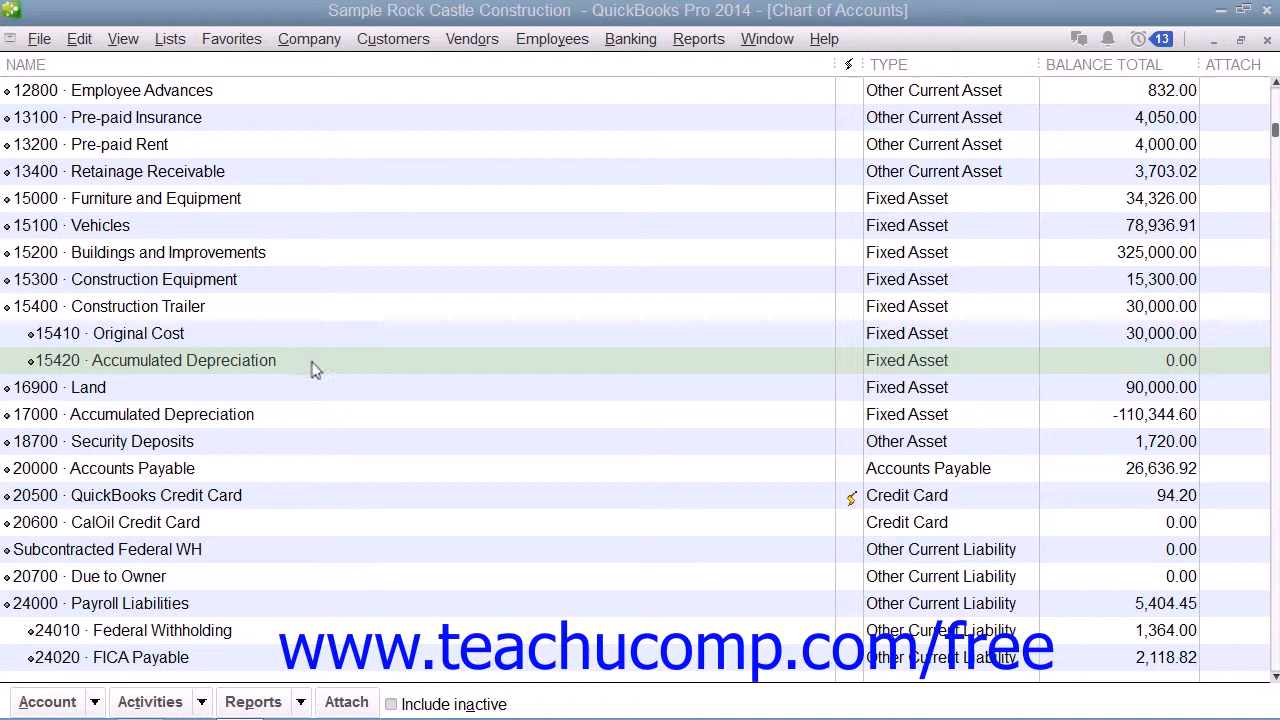 Sample Rock Castle Construction - QuickBooks Pro 2014 - [Chart of Accounts]
File Edit View Lists Favorites Company Customers Vendors Employees Banking Reports Window Help 13
NAME TYPE BALANCE TOTAL ATTACH
12800 · Employee Advances Other Current Asset 832.00
13100 · Pre-paid Insurance Other Current Asset 4,050.00
13200 · Pre-paid Rent Other Current Asset 4,000.00
13400 · Retainage Receivable Other Current Asset 3,703.02
15000 · Furniture and Equipment Fixed Asset 34,326.00
15100 · Vehicles Fixed Asset 78,936.91
15200 · Buildings and Improvements Fixed Asset 325,000.00
15300 · Construction Equipment Fixed Asset 15,300.00
15400 · Construction Trailer Fixed Asset 30,000.00
15410 · Original Cost Fixed Asset 30,000.00
15420 · Accumulated Depreciation Fixed Asset 0.00
16900 · Land Fixed Asset 90,000.00
17000 · Accumulated Depreciation Fixed Asset -110,344.60
18700 · Security Deposits Other Asset 1,720.00
20000 · Accounts Payable Accounts Payable 26,636.92
20500 · QuickBooks Credit Card Credit Card 94.20
20600 · CalOil Credit Card Credit Card 0.00
Subcontracted Federal WH Other Current Liability 0.00
20700 · Due to Owner Other Current Liability 0.00
24000 · Payroll Liabilities Other Current Liability 5,404.45
24010 · Federal Withholding Other Current Liability 1,364.00
24020 · FICA Payable Other Current Liability 2,118.82
www.teachucomp.com/free
Account Activities Reports Attach Include inactive